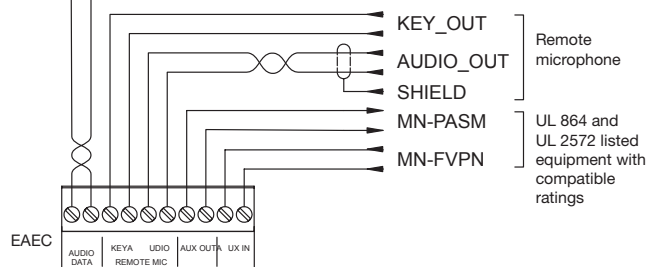 KEY_OUT
AUDIO_OUT
SHIELD
Remote
microphone
MN-PASM
MN-FVPN
UL 864 and
UL 2572 listed
equipment with
compatible
ratings
EAEC
AUDIO
DATA
KEYA UDIO
REMOTE MIC
AUX OUTA UX IN